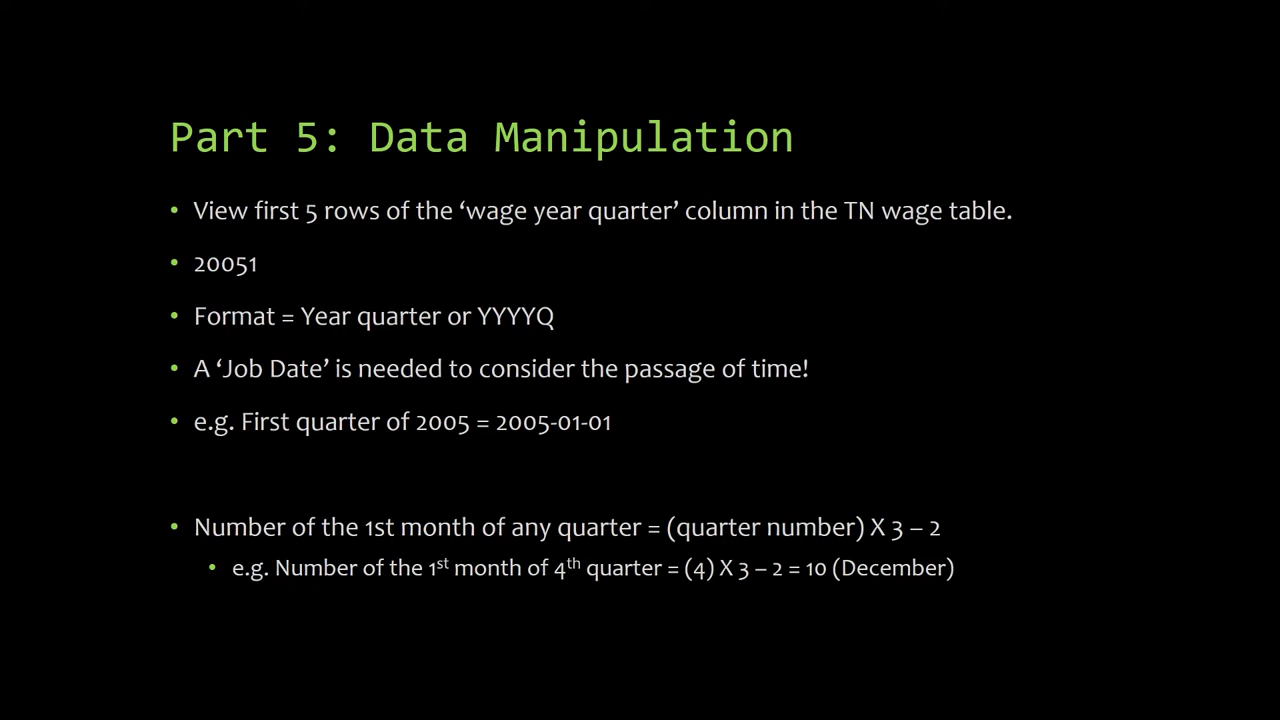 Part 5: Data Manipulation
• View first 5 rows of the ‘wage year quarter’ column in the TN wage table.
• 20051
• Format = Year quarter or YYYYQ
• A ‘Job Date’ is needed to consider the passage of time!
• e.g. First quarter of 2005 = 2005-01-01
• Number of the 1st month of any quarter = (quarter number) X 3 – 2
• e.g. Number of the 1st month of 4th quarter = (4) X 3 – 2 = 10 (December)